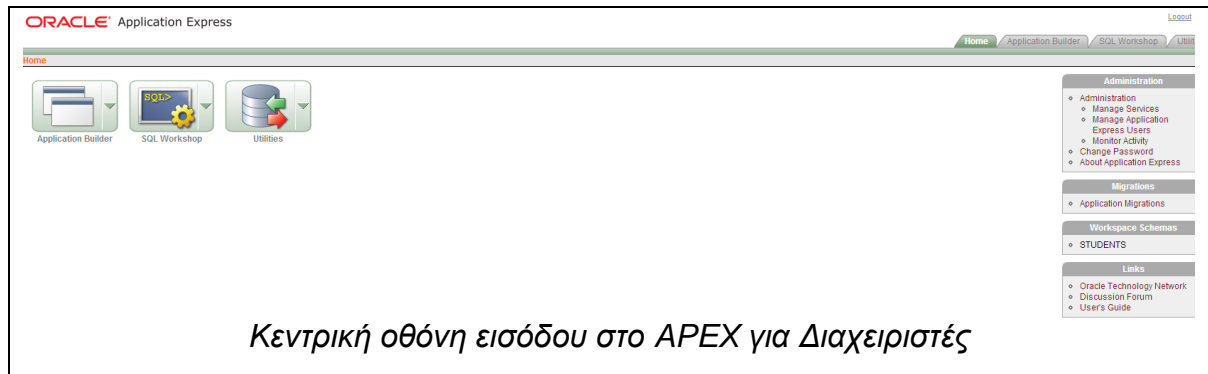 ORACLE Application Express
Logout
Home
Application Builder
SQL Workshop
Utilit
Home
SQL>
Application Builder
SQL Workshop
Utilities
Administration
Administration
Manage Services
Manage Application
Express Users
Monitor Activity
Change Password
About Application Express
Migrations
Application Migrations
Workspace Schemas
STUDENTS
Links
Oracle Technology Network
Discussion Forum
User's Guide
Κεντρική οθόνη εισόδου στο APEX για Διαχειριστές